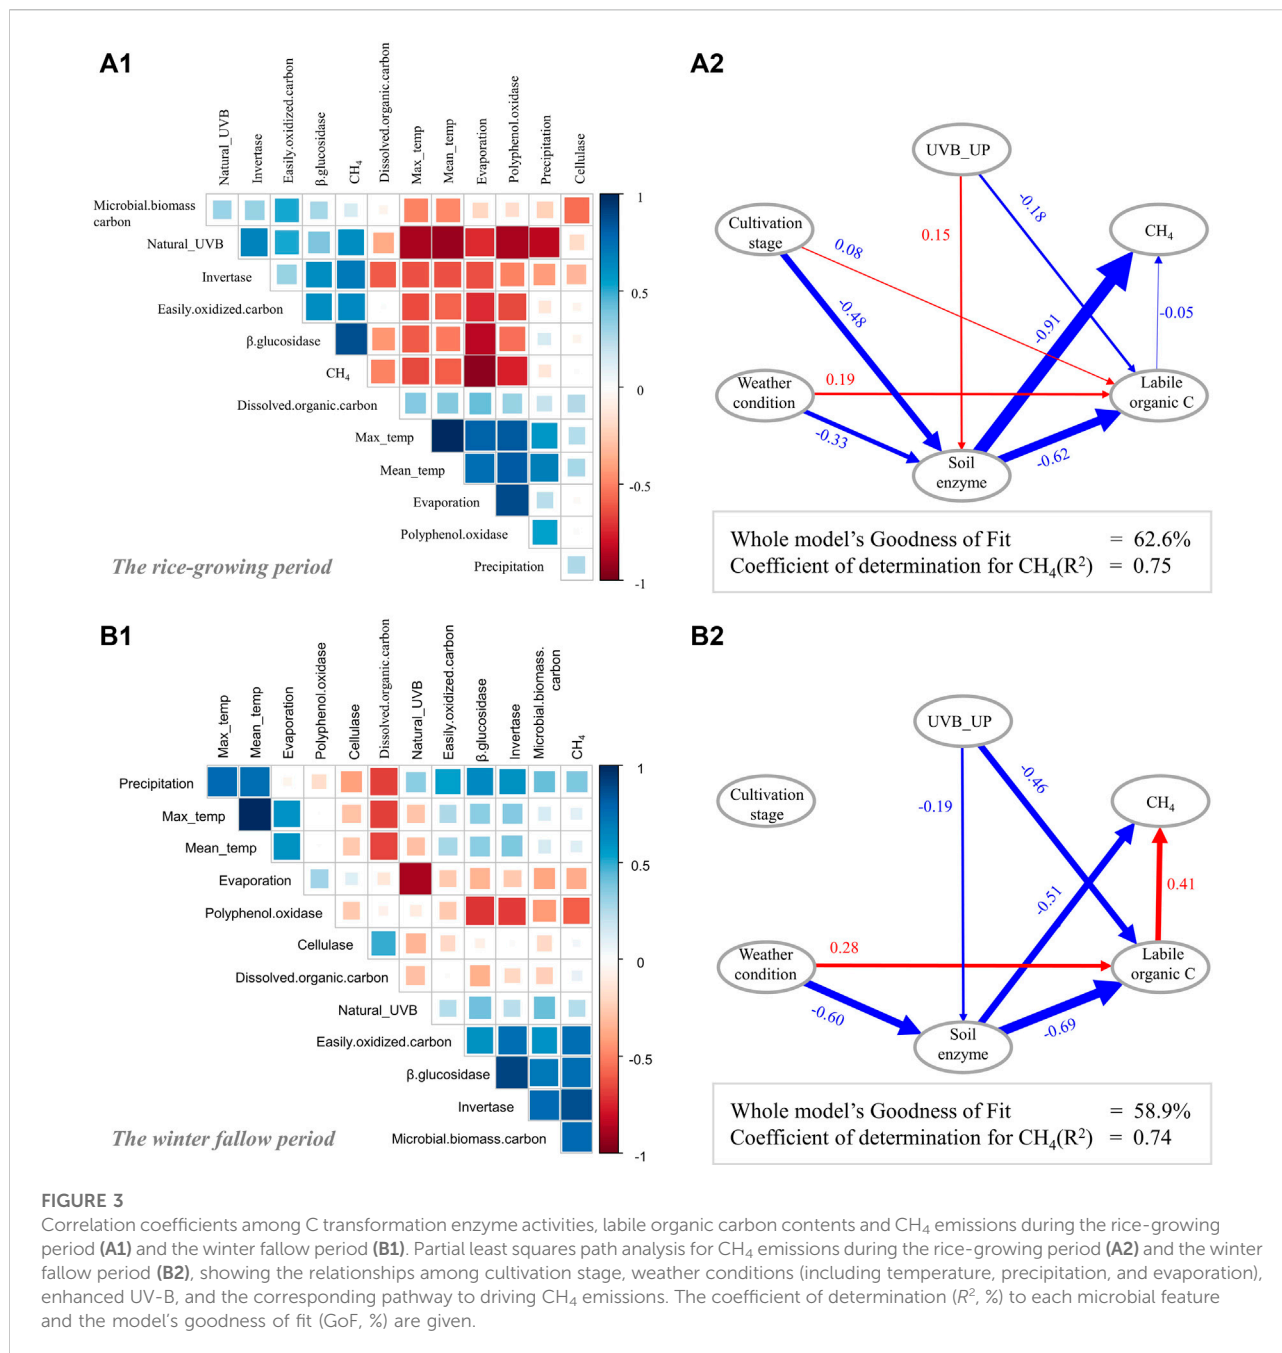 A1
Natural_UVB
Invertase
Easily.oxidized.carbon
β.glucosidase
CH₄
Dissolved.organic.carbon
Max_temp
Mean_temp
Evaporation
Polyphenol.oxidase
Precipitation
Cellulase
Microbial.biomass
carbon
Natural_UVB
Invertase
Easily.oxidized.carbon
β.glucosidase
CH₄
Dissolved.organic.carbon
Max_temp
Mean_temp
Evaporation
Polyphenol.oxidase
Precipitation
The rice-growing period
1
0.5
0
-0.5
-1
A2
UVB_UP
Cultivation
stage
CH₄
Weather
condition
Labile
organic C
Soil
enzyme
0.15
-0.18
0.08
-0.48
-0.91
-0.05
0.19
-0.33
-0.62
Whole model's Goodness of Fit = 62.6%
Coefficient of determination for CH₄(R²) = 0.75
B1
Max_temp
Mean_temp
Evaporation
Polyphenol.oxidase
Cellulase
Dissolved.organic.carbon
Natural_UVB
Easily.oxidized.carbon
β.glucosidase
Invertase
Microbial.biomass.
carbon
CH₄
Precipitation
Max_temp
Mean_temp
Evaporation
Polyphenol.oxidase
Cellulase
Dissolved.organic.carbon
Natural_UVB
Easily.oxidized.carbon
β.glucosidase
Invertase
Microbial.biomass.carbon
The winter fallow period
1
0.5
0
-0.5
-1
B2
UVB_UP
Cultivation
stage
CH₄
Weather
condition
Labile
organic C
Soil
enzyme
-0.19
-0.46
-0.51
0.41
0.28
-0.60
-0.69
Whole model's Goodness of Fit = 58.9%
Coefficient of determination for CH₄(R²) = 0.74
FIGURE 3
Correlation coefficients among C transformation enzyme activities, labile organic carbon contents and CH₄ emissions during the rice-growing
period (A1) and the winter fallow period (B1). Partial least squares path analysis for CH₄ emissions during the rice-growing period (A2) and the winter
fallow period (B2), showing the relationships among cultivation stage, weather conditions (including temperature, precipitation, and evaporation),
enhanced UV-B, and the corresponding pathway to driving CH₄ emissions. The coefficient of determination (R², %) to each microbial feature
and the model's goodness of fit (GoF, %) are given.